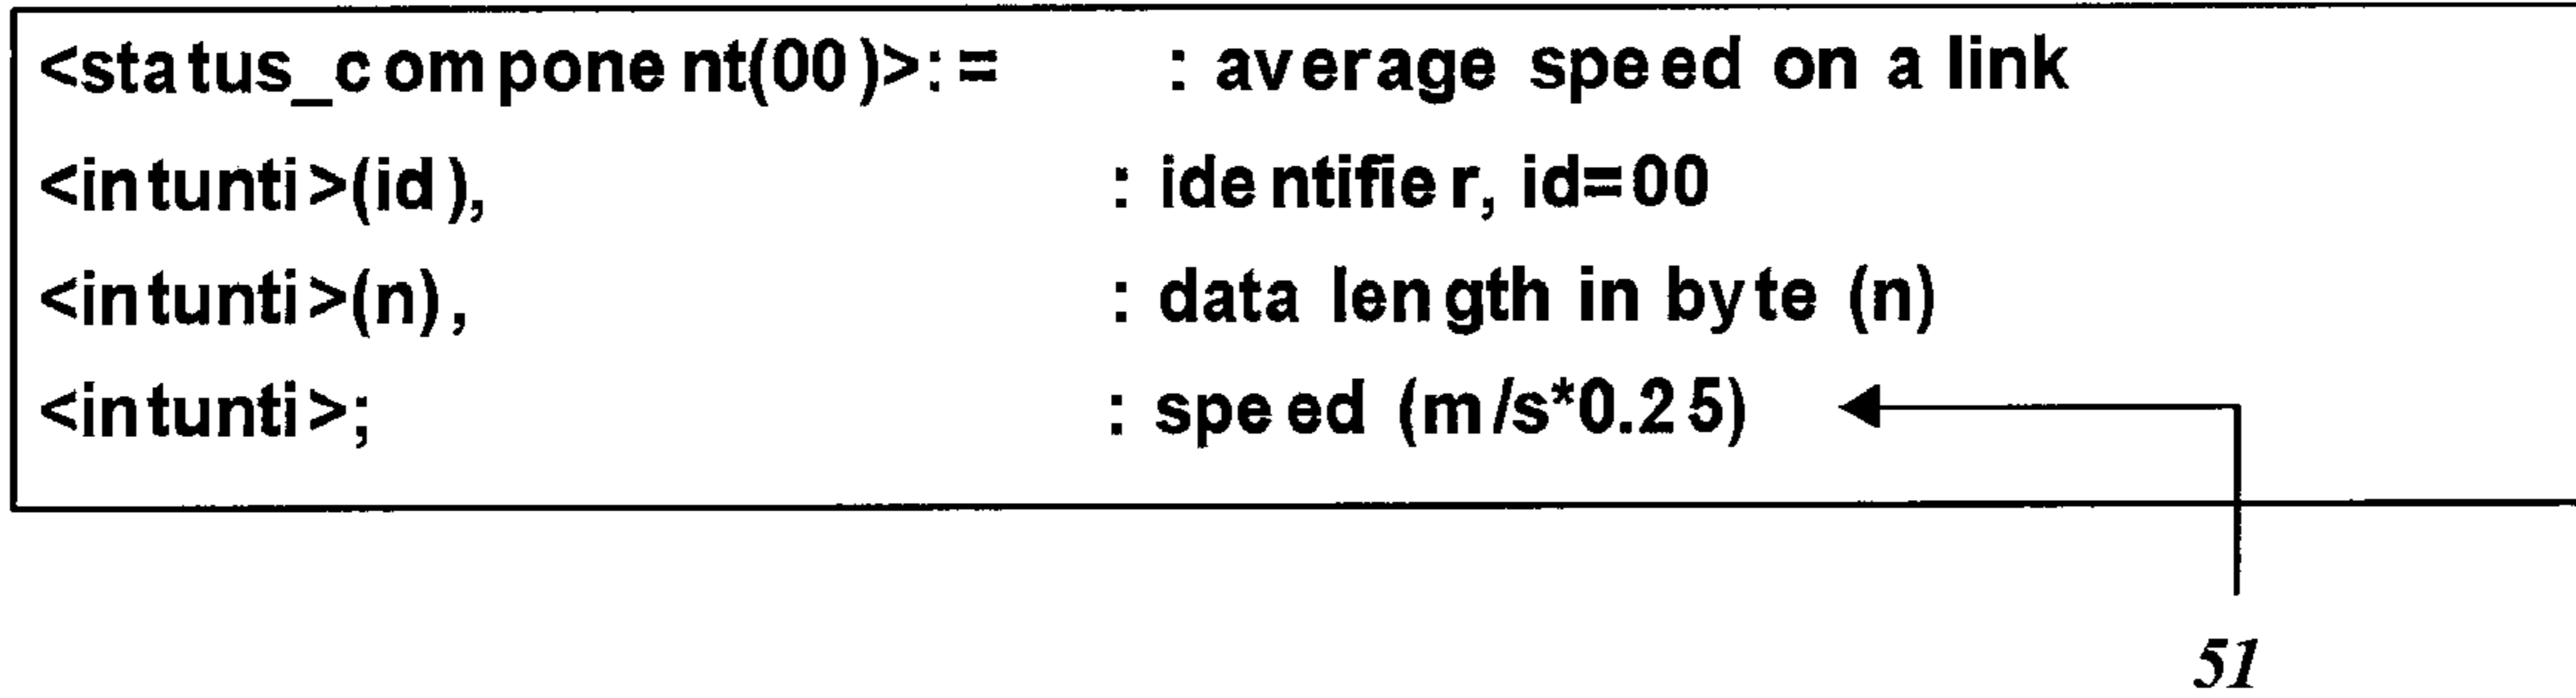 <status_component(00)>:= : average speed on a link
<intunti>(id), : identifier, id=00
<intunti>(n), : data length in byte (n)
<intunti>; : speed (m/s*0.25)
51